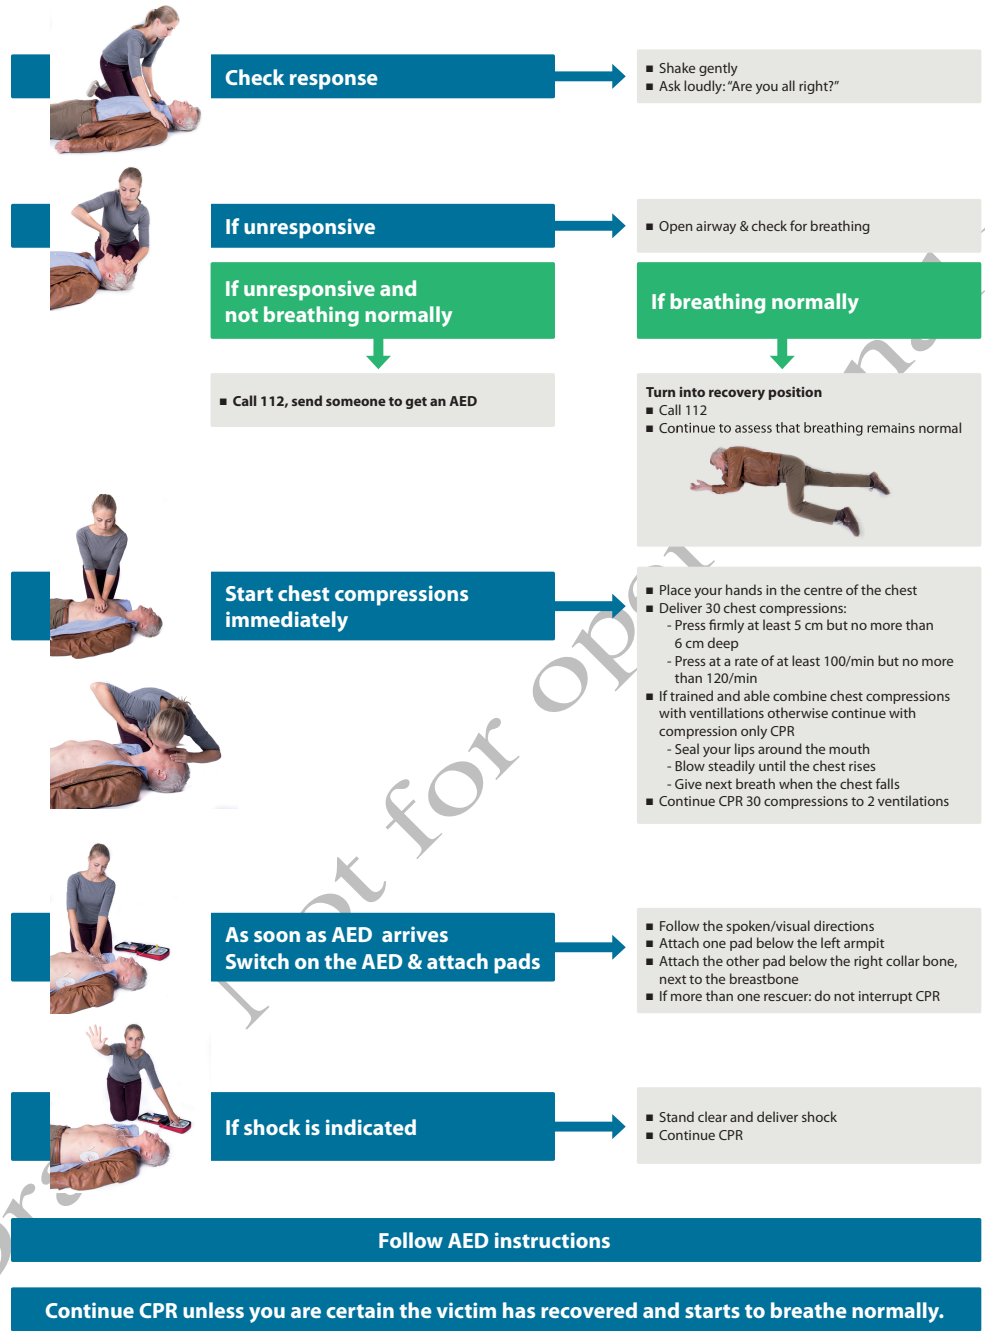 Check response
■ Shake gently
■ Ask loudly: “Are you all right?”
If unresponsive
■ Open airway & check for breathing
If unresponsive and
not breathing normally
■ Call 112, send someone to get an AED
If breathing normally
Turn into recovery position
■ Call 112
■ Continue to assess that breathing remains normal
Start chest compressions
immediately
■ Place your hands in the centre of the chest
■ Deliver 30 chest compressions:
- Press firmly at least 5 cm but no more than
6 cm deep
- Press at a rate of at least 100/min but no more
than 120/min
■ If trained and able combine chest compressions
with ventillations otherwise continue with
compression only CPR
- Seal your lips around the mouth
- Blow steadily until the chest rises
- Give next breath when the chest falls
■ Continue CPR 30 compressions to 2 ventilations
As soon as AED arrives
Switch on the AED & attach pads
■ Follow the spoken/visual directions
■ Attach one pad below the left armpit
■ Attach the other pad below the right collar bone,
next to the breastbone
■ If more than one rescuer: do not interrupt CPR
If shock is indicated
■ Stand clear and deliver shock
■ Continue CPR
Follow AED instructions
Continue CPR unless you are certain the victim has recovered and starts to breathe normally.
for